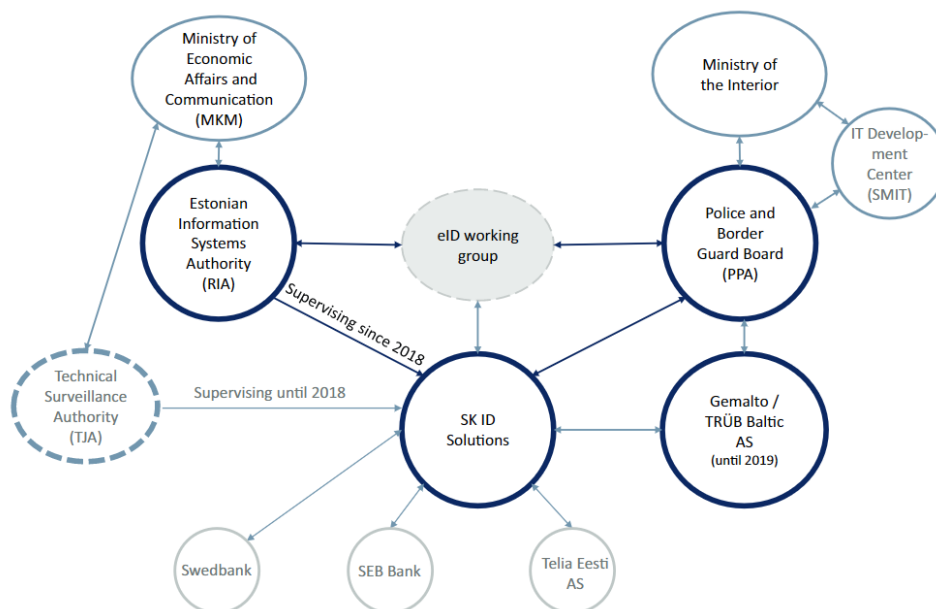 Ministry of
Economic
Affairs and
Communication
(MKM)
Ministry of
the Interior
IT Develop-
ment
Center
(SMIT)
Estonian
Information
Systems
Authority
(RIA)
eID working
group
Police and
Border
Guard Board
(PPA)
Supervising since 2018
Technical
Surveillance
Authority
(TJA)
Supervising until 2018
SK ID
Solutions
Gemalto /
TRÜB Baltic
AS
(until 2019)
Swedbank
SEB Bank
Telia Eesti
AS